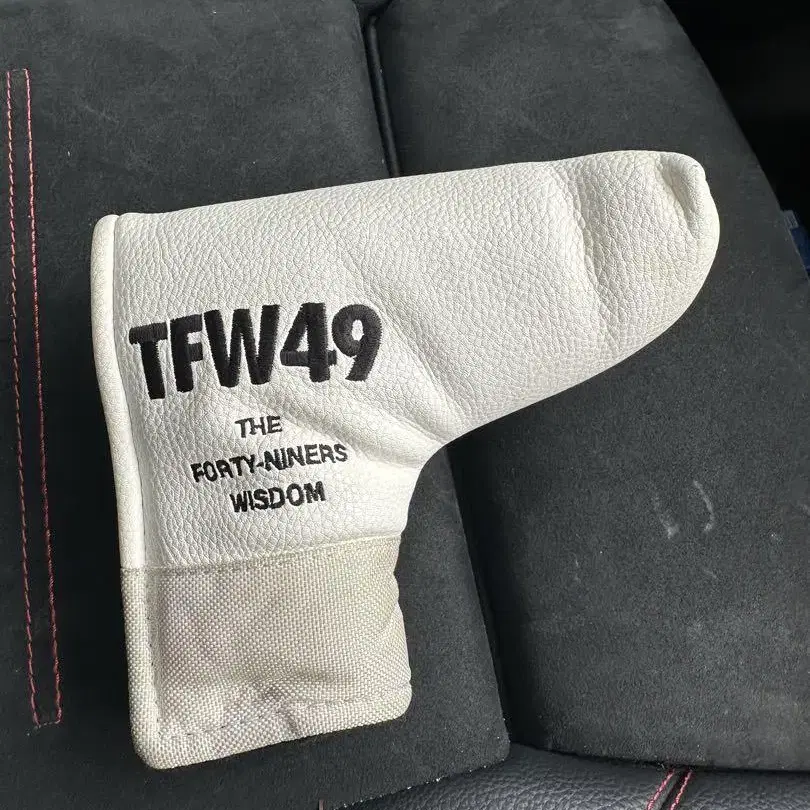 TFW49
THE
FORTY-NINERS
WISDOM